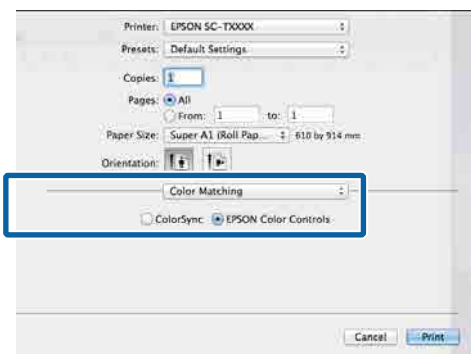 Printer: EPSON SC-TXXXX
Presets: Default Settings
Copies: 1
Pages: All
From: 1 to: 1
Paper Size: Super A1 (Roll Pap... 610 by 914 mm
Orientation:
Color Matching
ColorSync EPSON Color Controls
Cancel Print